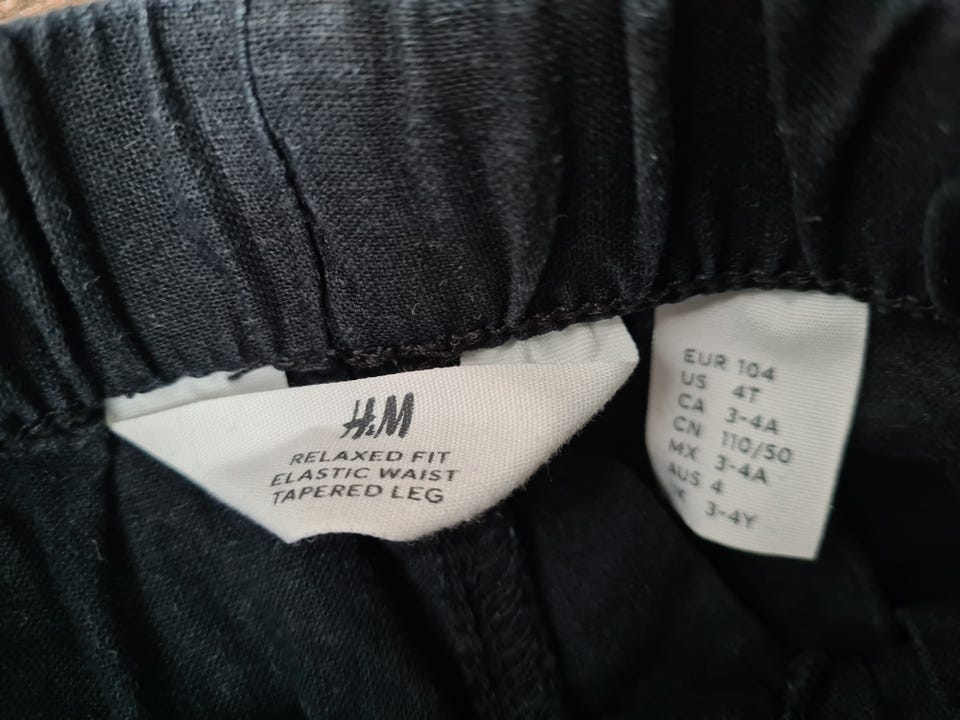 H&M
RELAXED FIT
ELASTIC WAIST
TAPERED LEG
EUR 104
US 4T
CA 3-4A
CN 110/50
MX 3-4A
AUS 4
3-4Y